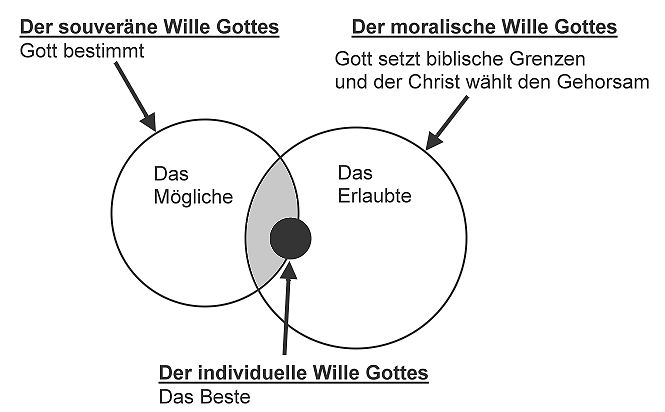 Der souveräne Wille Gottes
Gott bestimmt
Der moralische Wille Gottes
Gott setzt biblische Grenzen
und der Christ wählt den Gehorsam
Das
Mögliche
Das
Erlaubte
Der individuelle Wille Gottes
Das Beste